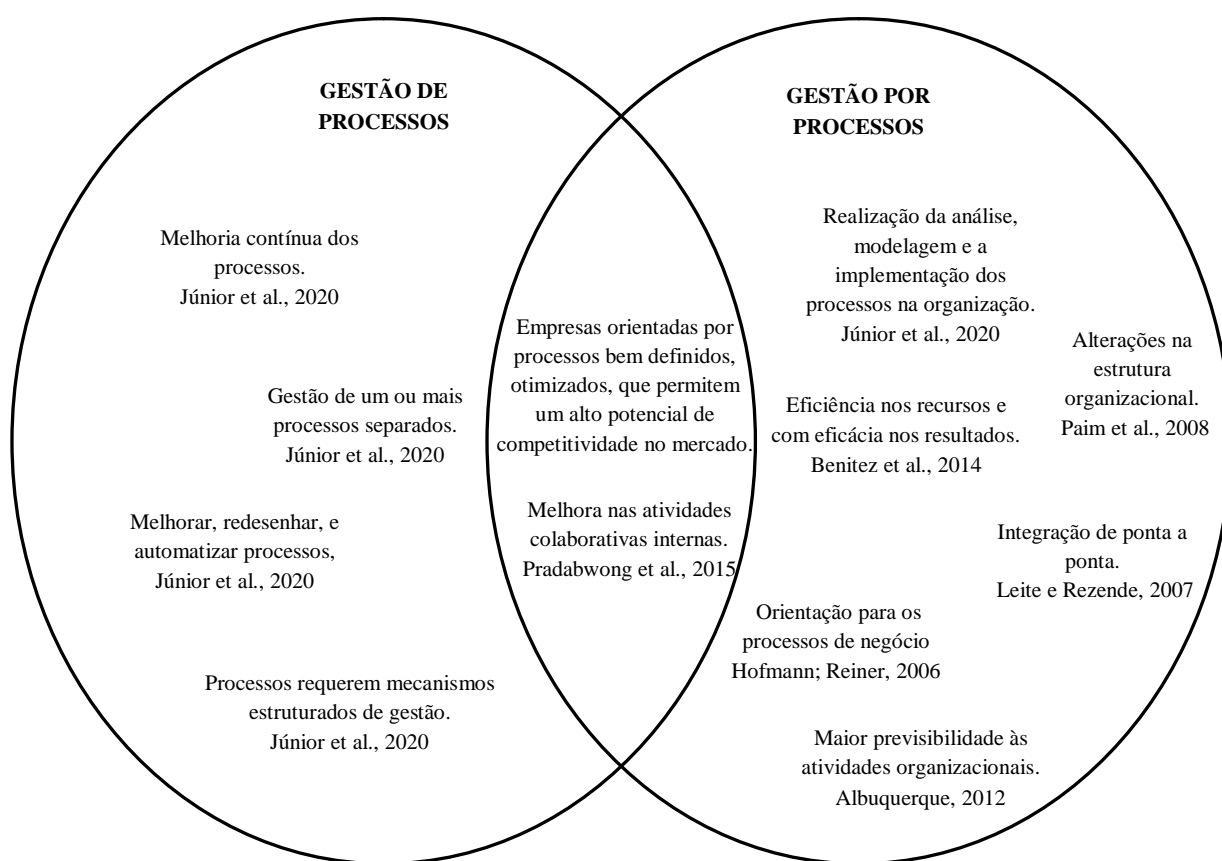 GESTÃO DE
PROCESSOS
Melhoria contínua dos
processos.
Júnior et al., 2020
Gestão de um ou mais
processos separados.
Júnior et al., 2020
Melhorar, redesenhar, e
automatizar processos,
Júnior et al., 2020
Processos requerem mecanismos
estruturados de gestão.
Júnior et al., 2020
Empresas orientadas por
processos bem definidos,
otimizados, que permitem
um alto potencial de
competitividade no mercado.
Melhora nas atividades
colaborativas internas.
Pradabwong et al., 2015
GESTÃO POR
PROCESSOS
Realização da análise,
modelagem e a
implementação dos
processos na organização.
Júnior et al., 2020
Alterações na
estrutura
organizacional.
Paim et al., 2008
Eficiência nos recursos e
com eficácia nos resultados.
Benitez et al., 2014
Integração de ponta a
ponta.
Leite e Rezende, 2007
Orientação para os
processos de negócio
Hofmann; Reiner, 2006
Maior previsibilidade às
atividades organizacionais.
Albuquerque, 2012